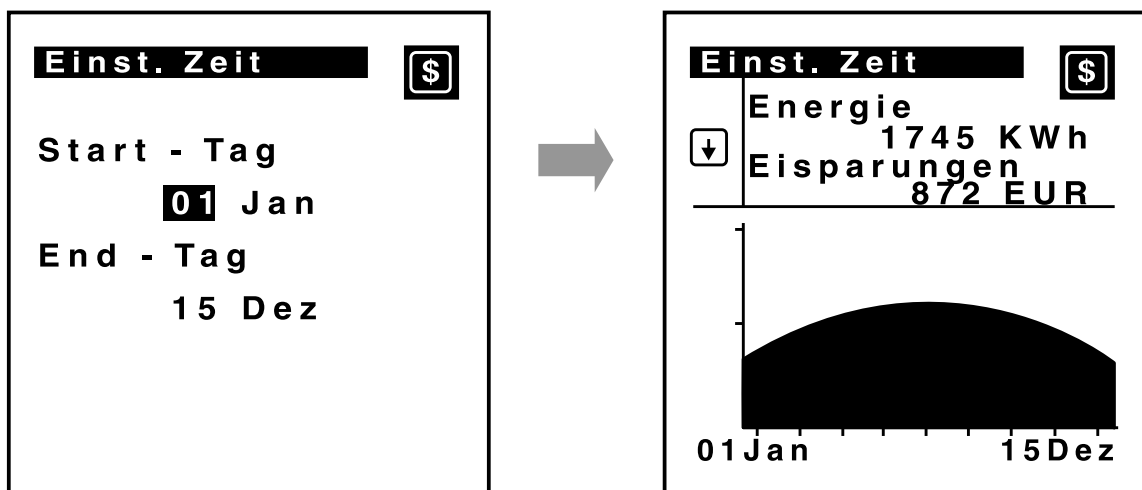 Einst. Zeit
$
Start - Tag
01 Jan
End - Tag
15 Dez
Einst. Zeit
$
Energie
1745 KWh
Eisparungen
872 EUR
01Jan 15Dez